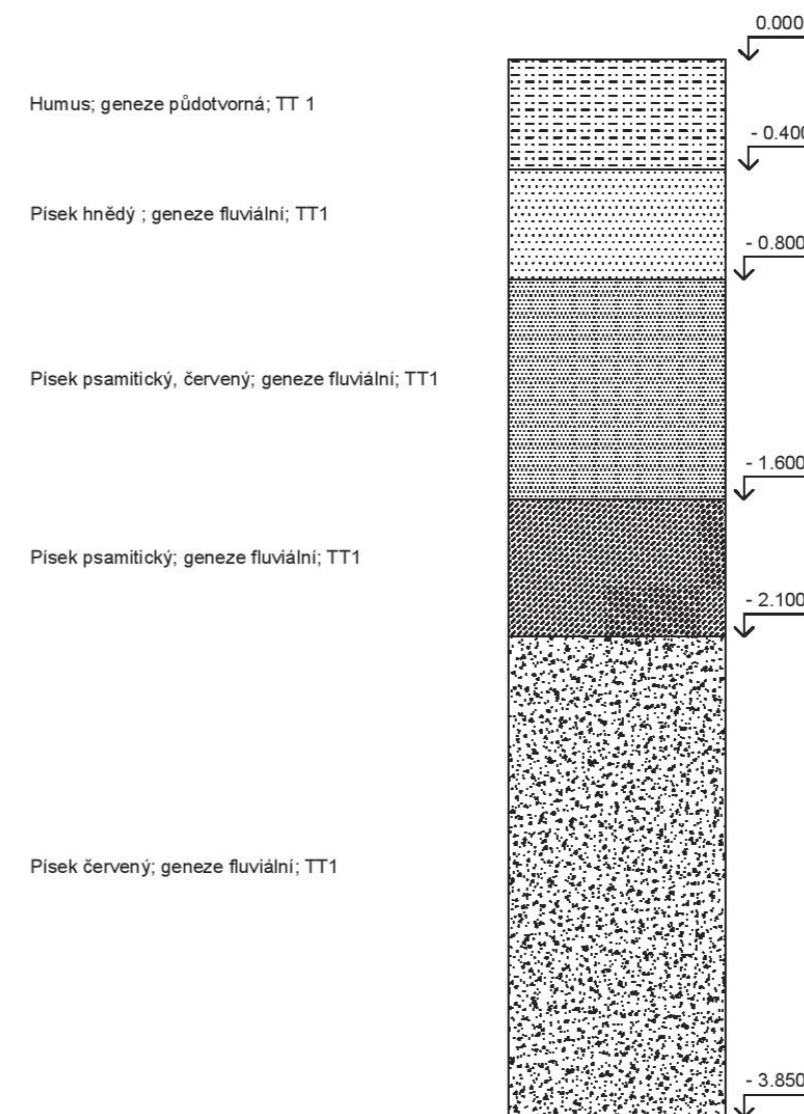 0.000
Humus; geneze půdotvorná; TT 1
- 0.400
Písek hnědý ; geneze fluviální; TT1
- 0.800
Písek psamitický, červený; geneze fluviální; TT1
- 1.600
Písek psamitický; geneze fluviální; TT1
- 2.100
Písek červený; geneze fluviální; TT1
- 3.850